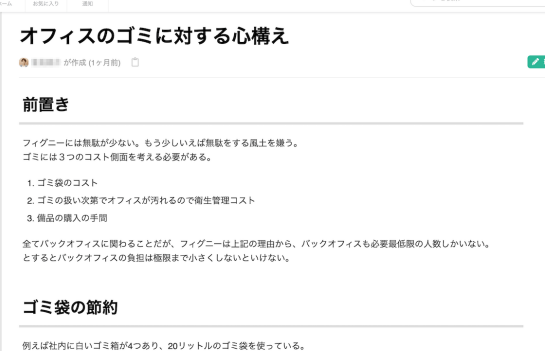 ーム お気に入り 通知
オフィスのゴミに対する心構え
が作成 (1ヶ月前)
前置き
フィグニーには無駄が少ない。もう少しいえば無駄をする風土を嫌う。
ゴミには３つのコスト側面を考える必要がある。
1. ゴミ袋のコスト
2. ゴミの扱い次第でオフィスが汚れるので衛生管理コスト
3. 備品の購入の手間
全てバックオフィスに関わることだが、フィグニーは上記の理由から、バックオフィスも必要最低限の人数しかいない。
とするとバックオフィスの負担は極限まで小さくしないといけない。
ゴミ袋の節約
例えば社内に白いゴミ箱が4つあり、20リットルのゴミ袋を使っている。